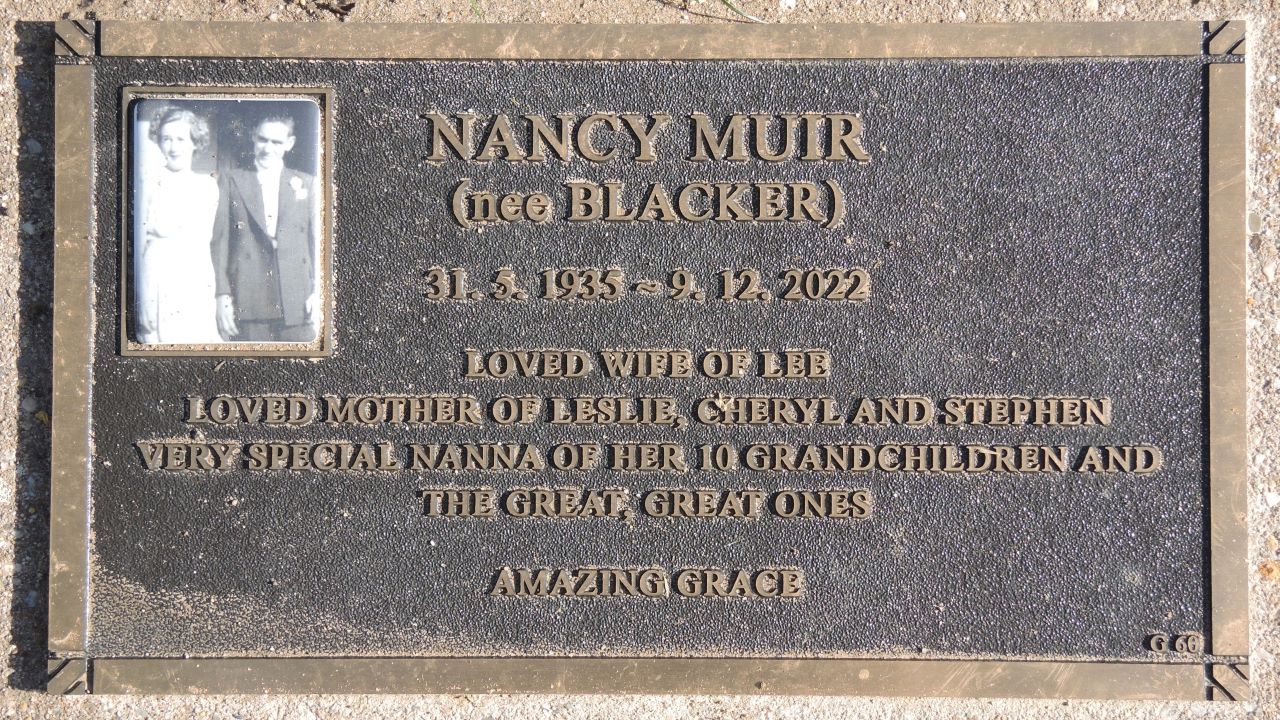 NANCY MUIR
(nee BLACKER)
31. 5. 1935 ~ 9. 12. 2022
LOVED WIFE OF LEE
LOVED MOTHER OF LESLIE, CHERYL AND STEPHEN
VERY SPECIAL NANNA OF HER 10 GRANDCHILDREN AND
THE GREAT, GREAT ONES
AMAZING GRACE
G 66